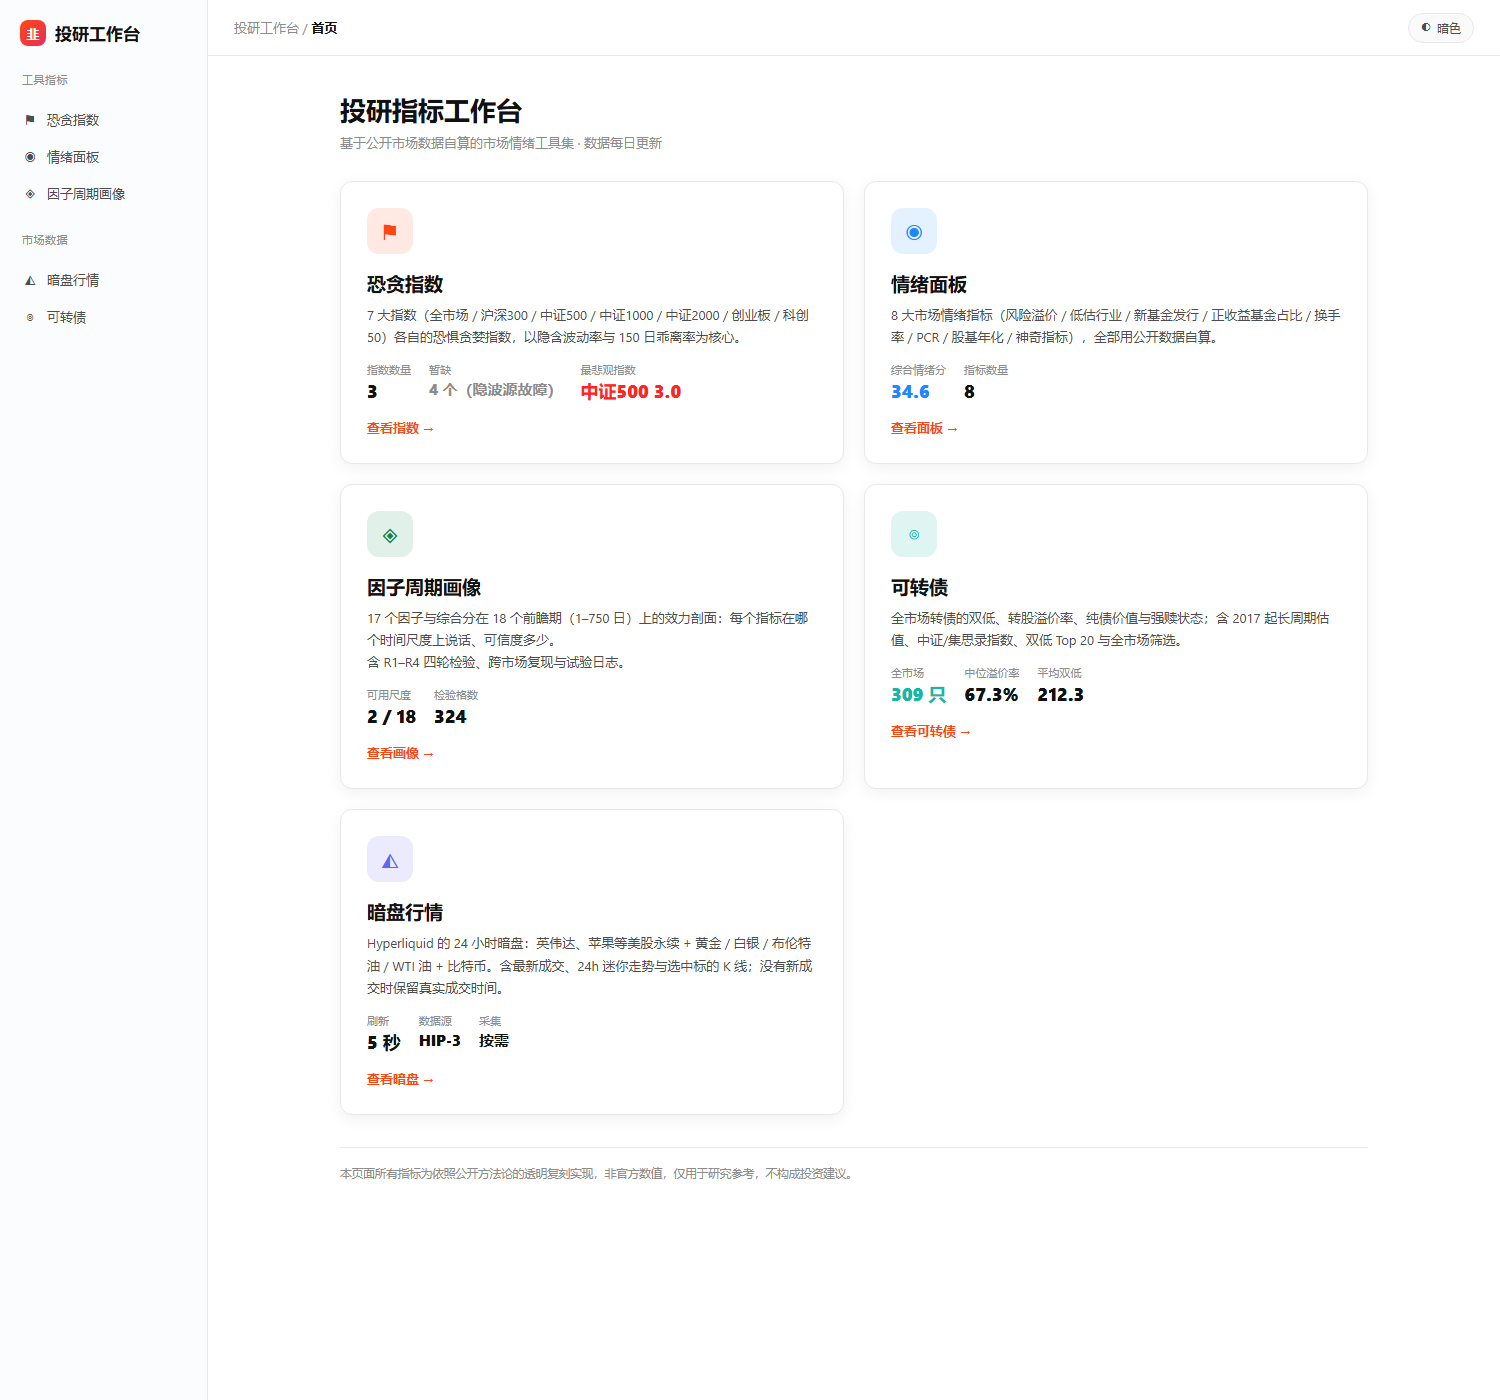 韭 投研工作台
工具指标
恐贪指数
情绪面板
因子周期画像
市场数据
暗盘行情
可转债
投研工作台 / 首页
暗色
投研指标工作台
基于公开市场数据自算的市场情绪工具集 · 数据每日更新
恐贪指数
7 大指数（全市场 / 沪深300 / 中证500 / 中证1000 / 中证2000 / 创业板 / 科创
50）各自的恐惧贪婪指数，以隐含波动率与 150 日乖离率为核心。
指数数量 暂缺 最悲观指数
3 4 个（隐波源故障） 中证500 3.0
查看指数 →
情绪面板
8 大市场情绪指标（风险溢价 / 低估行业 / 新基金发行 / 正收益基金占比 / 换手
率 / PCR / 股基年化 / 神奇指标），全部用公开数据自算。
综合情绪分 指标数量
34.6 8
查看面板 →
因子周期画像
17 个因子与综合分在 18 个前瞻期（1–750 日）上的效力剖面：每个指标在哪
个时间尺度上说话、可信度多少。
含 R1–R4 四轮检验、跨市场复现与试验日志。
可用尺度 检验格数
2 / 18 324
查看画像 →
可转债
全市场转债的双低、转股溢价率、纯债价值与强赎状态；含 2017 起长周期估
值、中证/集思录指数、双低 Top 20 与全市场筛选。
全市场 中位溢价率 平均双低
309 只 67.3% 212.3
查看可转债 →
暗盘行情
Hyperliquid 的 24 小时暗盘：英伟达、苹果等美股永续 + 黄金 / 白银 / 布伦特
油 / WTI 油 + 比特币。含最新成交、24h 迷你走势与选中标的 K 线；没有新成
交时保留真实成交时间。
刷新 数据源 采集
5 秒 HIP-3 按需
查看暗盘 →
本页面所有指标为依照公开方法论的透明复刻实现，非官方数值，仅用于研究参考，不构成投资建议。